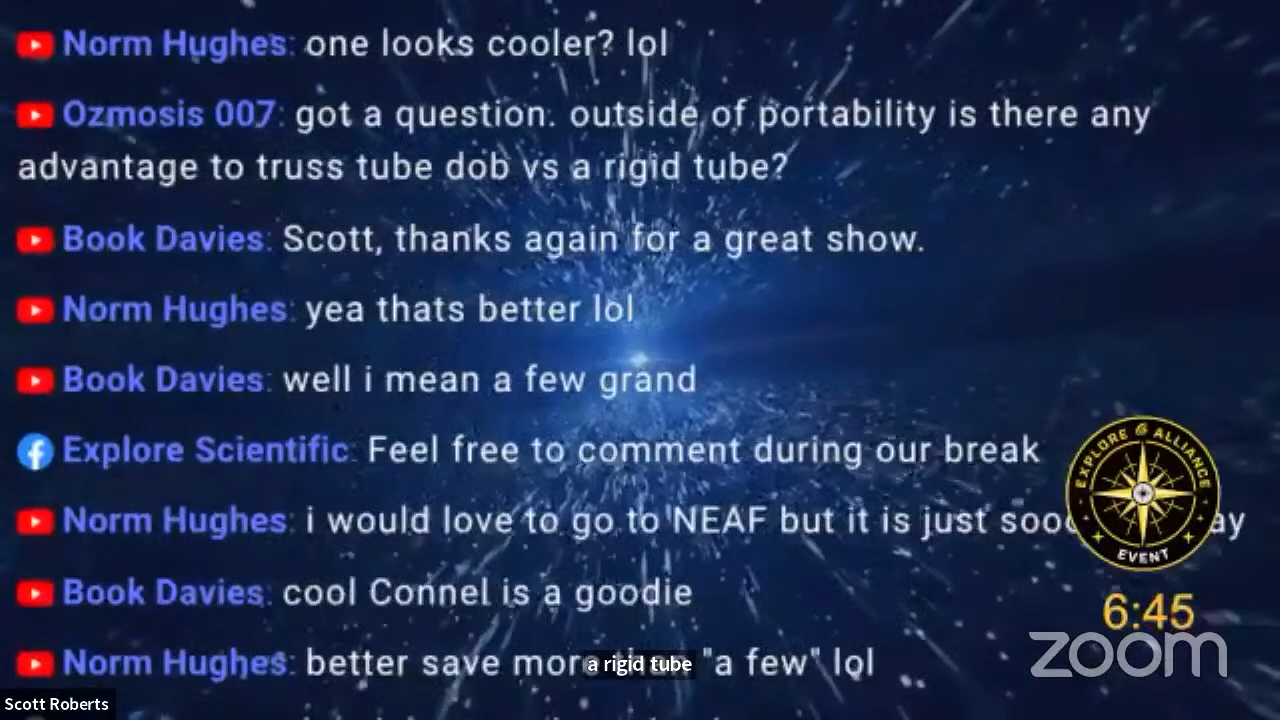 Norm Hughes: one looks cooler? lol
Ozmosis 007: got a question. outside of portability is there any
advantage to truss tube dob vs a rigid tube?
Book Davies: Scott, thanks again for a great show.
Norm Hughes: yea thats better lol
Book Davies: well i mean a few grand
Explore Scientific: Feel free to comment during our break
Norm Hughes: i would love to go to NEAF but it is just
EXPLORE ALLIANCE
EVENT
Book Davies: cool Connel is a goodie
6:45
zoom
Norm Hughes: better save more "a few" lol
a rigid tube
Scott Roberts